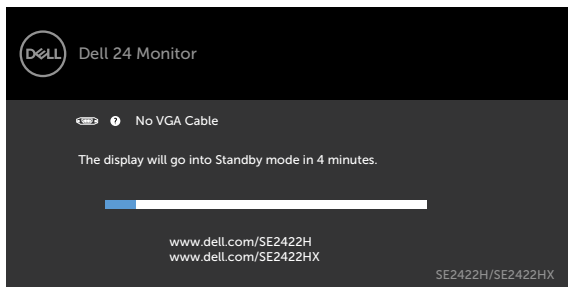 DELL
Dell 24 Monitor
? No VGA Cable
The display will go into Standby mode in 4 minutes.
www.dell.com/SE2422H
www.dell.com/SE2422HX
SE2422H/SE2422HX